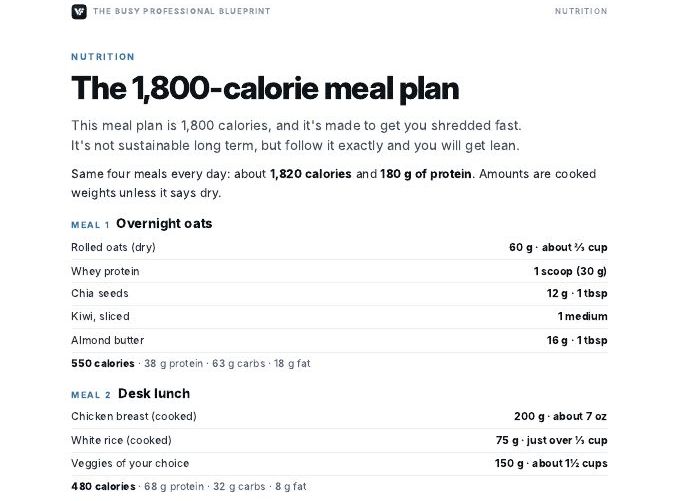 VF THE BUSY PROFESSIONAL BLUEPRINT NUTRITION
NUTRITION
The 1,800-calorie meal plan
This meal plan is 1,800 calories, and it's made to get you shredded fast.
It's not sustainable long term, but follow it exactly and you will get lean.
Same four meals every day: about 1,820 calories and 180 g of protein. Amounts are cooked
weights unless it says dry.
MEAL 1 Overnight oats
Rolled oats (dry) 60 g · about ⅔ cup
Whey protein 1 scoop (30 g)
Chia seeds 12 g · 1 tbsp
Kiwi, sliced 1 medium
Almond butter 16 g · 1 tbsp
550 calories · 38 g protein · 63 g carbs · 18 g fat
MEAL 2 Desk lunch
Chicken breast (cooked) 200 g · about 7 oz
White rice (cooked) 75 g · just over ⅓ cup
Veggies of your choice 150 g · about 1½ cups
480 calories · 68 g protein · 32 g carbs · 8 g fat